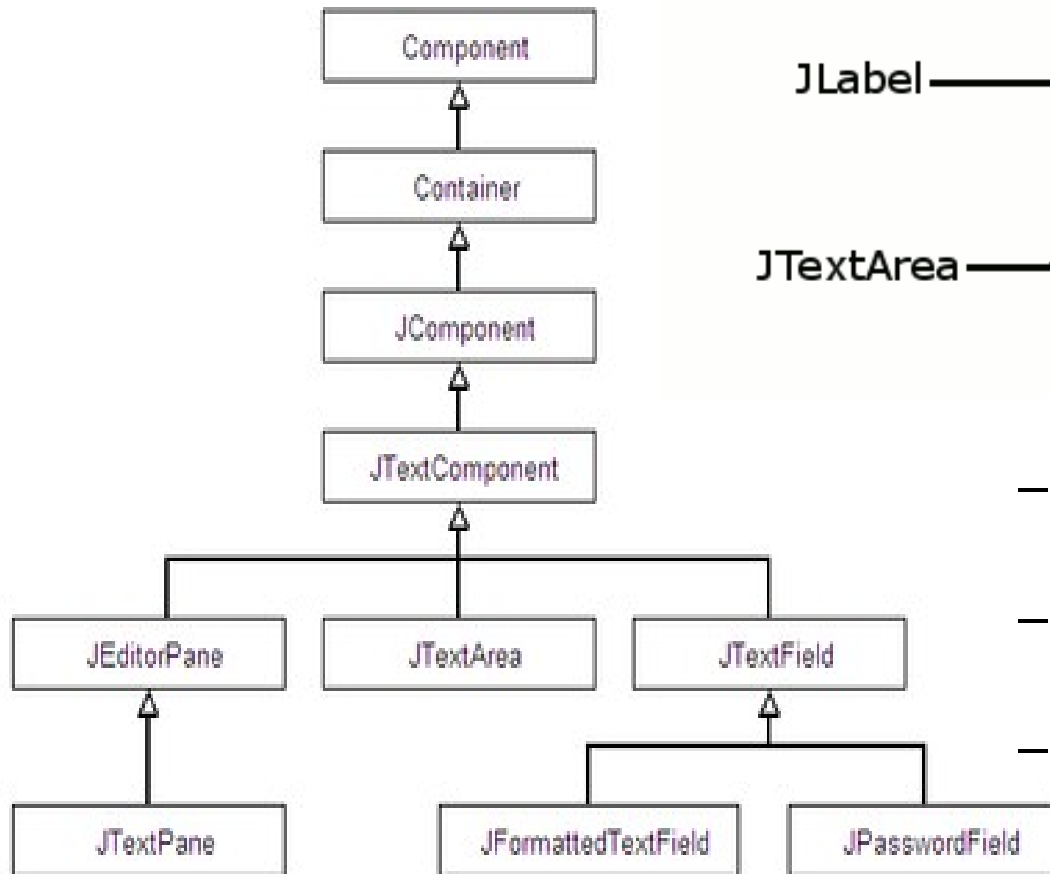 Component
JLabel
Container
JTextArea
JComponent
JTextComponent
JEditorPane
JTextArea
JTextField
JTextPane
JFormattedTextField
JPasswordField